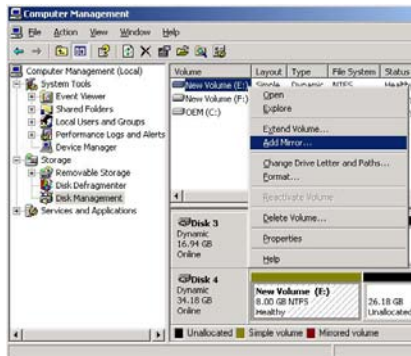 Computer Management
File Action View Window Help
Computer Management (Local)
System Tools
Event Viewer
Shared Folders
Local Users and Groups
Performance Logs and Alerts
Device Manager
Storage
Removable Storage
Disk Defragmenter
Disk Management
Services and Applications
Volume Layout Type File System Status
New Volume (E:) Simple Dynamic NTFS
New Volume (F:)
OEM (C:)
Open
Explore
Extend Volume...
Add Mirror...
Change Drive Letter and Paths...
Format...
Reactivate Volume
Delete Volume...
Properties
Help
Disk 3
Dynamic
16.94 GB
Online
Disk 4
Dynamic
34.18 GB
Online
New Volume
8.00 GB NTFS
Healthy
26.18 GB
Unallocated
Unallocated Simple volume Mirrored volume